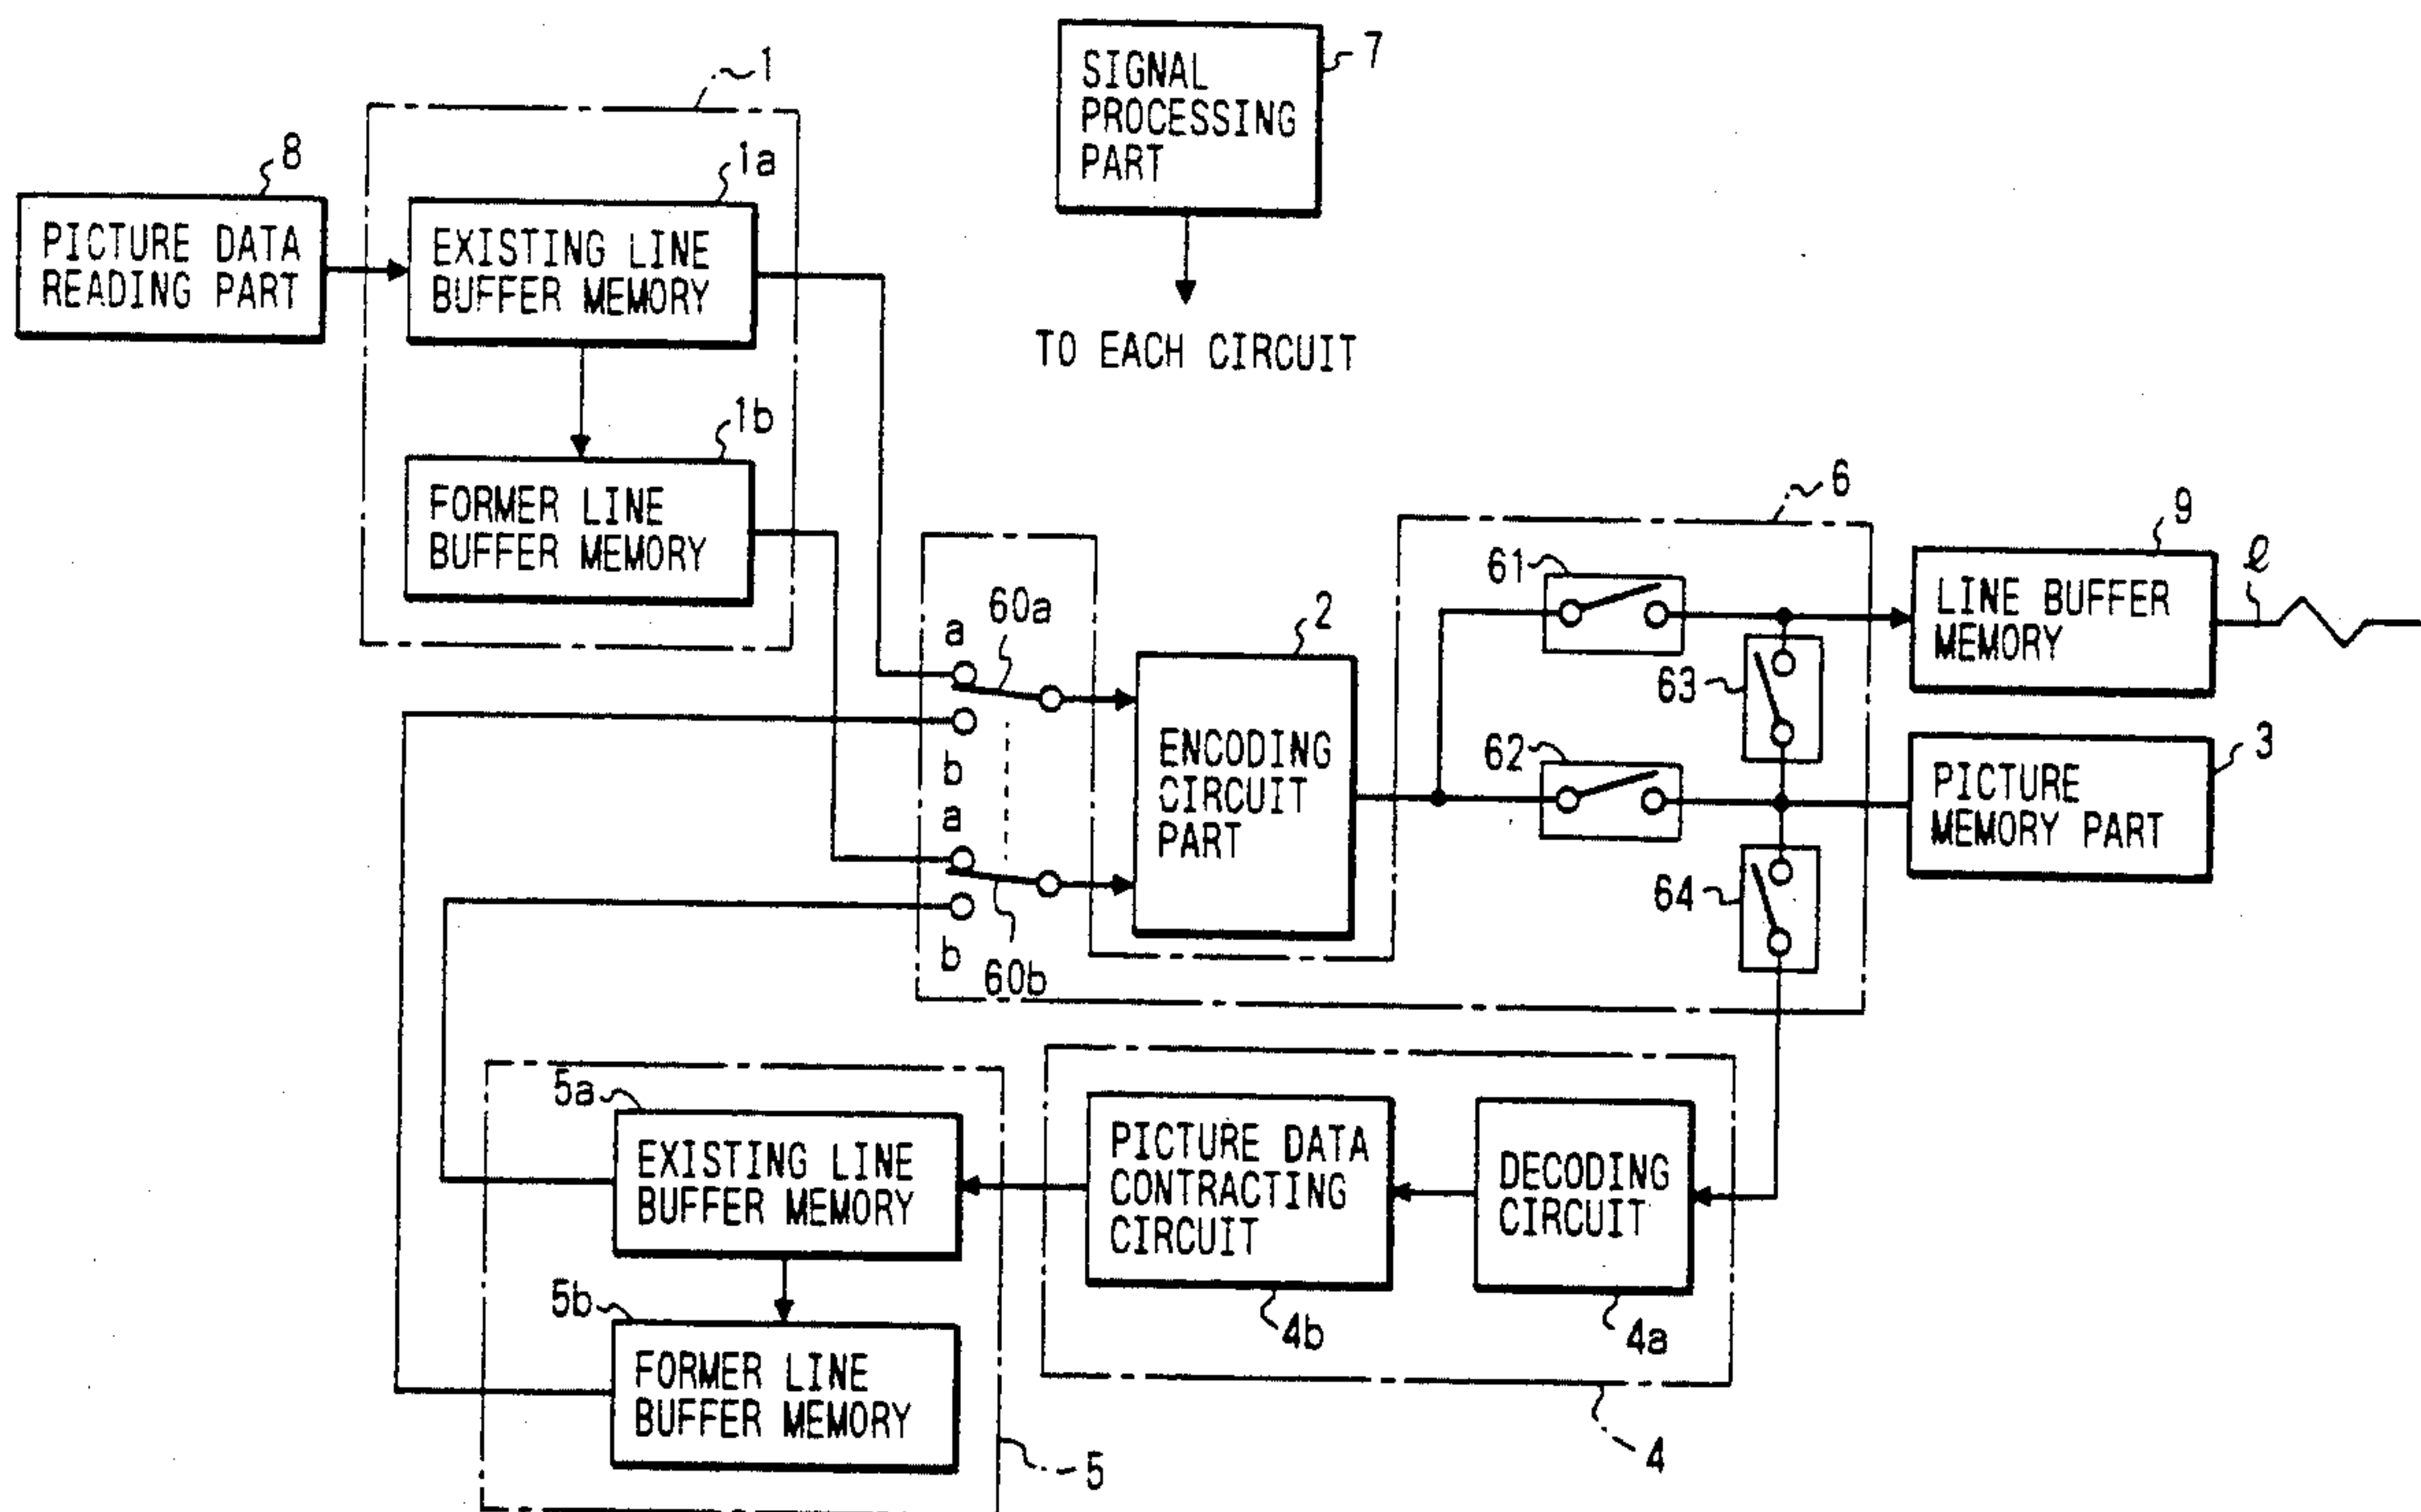 1
SIGNAL
PROCESSING
PART
7
TO EACH CIRCUIT
8
PICTURE DATA
READING PART
1a
EXISTING LINE
BUFFER MEMORY
1b
FORMER LINE
BUFFER MEMORY
6
61
9
LINE BUFFER
MEMORY
ℓ
60a
a
b
a
b
60b
2
ENCODING
CIRCUIT
PART
63
62
3
PICTURE
MEMORY PART
64
5a
EXISTING LINE
BUFFER MEMORY
5b
FORMER LINE
BUFFER MEMORY
5
PICTURE DATA
CONTRACTING
CIRCUIT
4b
DECODING
CIRCUIT
4a
4